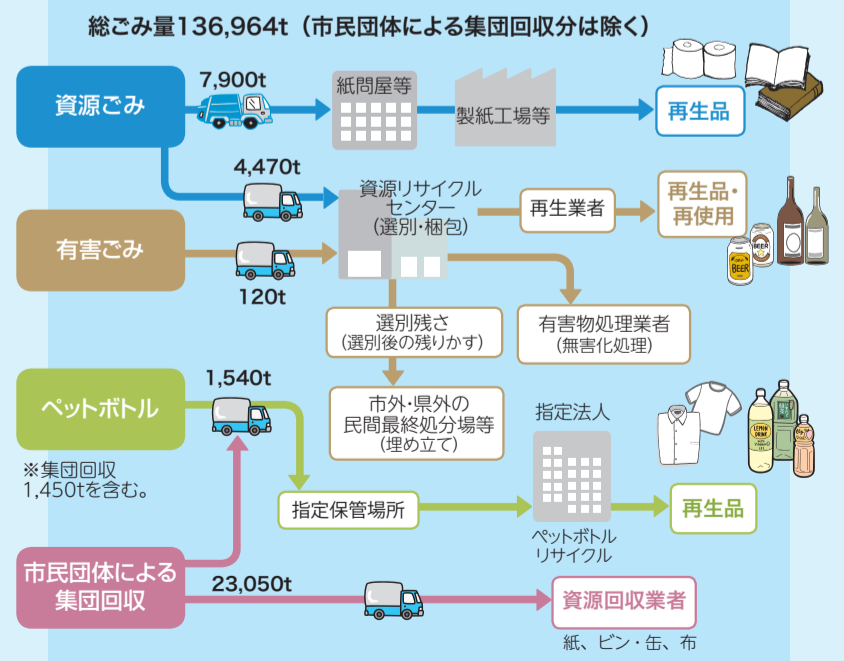 総ごみ量136,964t（市民団体による集団回収分は除く）
資源ごみ
7,900t
紙問屋等
製紙工場等
再生品
4,470t
資源リサイクル
センター
（選別・梱包）
再生業者
再生品・
再使用
有害ごみ
120t
BEER
BEER
選別残さ
（選別後の残りかす）
有害物処理業者
（無害化処理）
市外・県外の
民間最終処分場等
（埋め立て）
ペットボトル
1,540t
※集団回収
1,450tを含む。
指定保管場所
指定法人
ペットボトル
リサイクル
LEMON
DRINK
再生品
市民団体による
集団回収
23,050t
資源回収業者
紙、ビン・缶、布